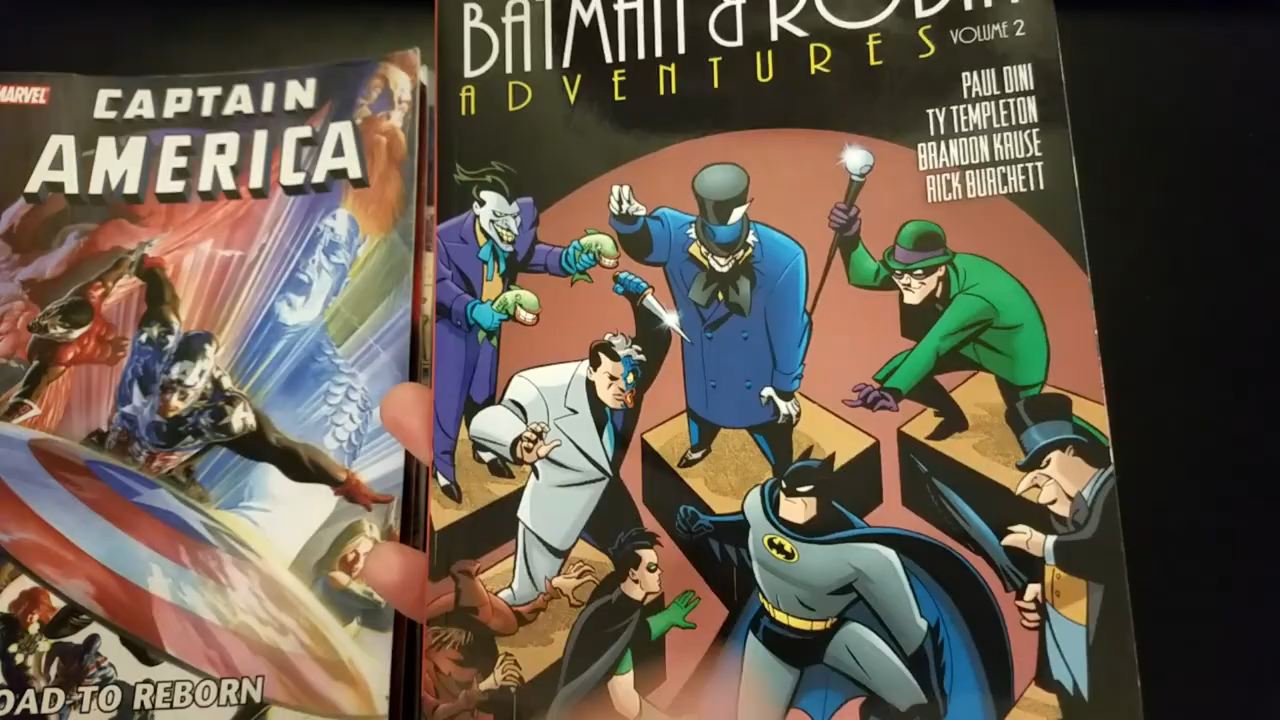 MARVEL
CAPTAIN
AMERICA
OAD TO REBORN
BATMAN & ROBIN
ADVENTURES VOLUME 2
PAUL DINI
TY TEMPLETON
BRANDON KRUSE
RICK BURCHETT